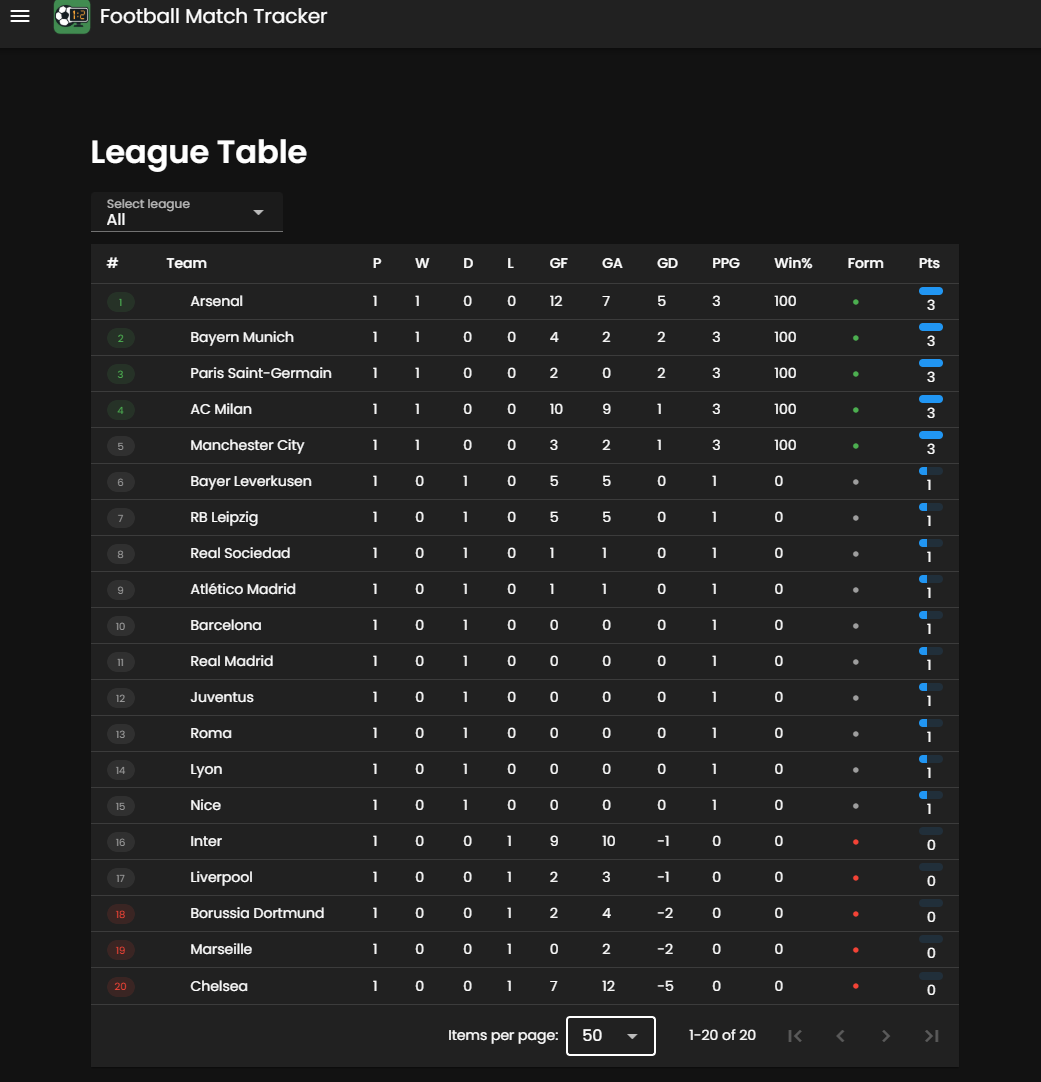 1:2 Football Match Tracker
League Table
Select league
All
# Team P W D L GF GA GD PPG Win% Form Pts
1 Arsenal 1 1 0 0 12 7 5 3 100 3
2 Bayern Munich 1 1 0 0 4 2 2 3 100 3
3 Paris Saint-Germain 1 1 0 0 2 0 2 3 100 3
4 AC Milan 1 1 0 0 10 9 1 3 100 3
5 Manchester City 1 1 0 0 3 2 1 3 100 3
6 Bayer Leverkusen 1 0 1 0 5 5 0 1 0 1
7 RB Leipzig 1 0 1 0 5 5 0 1 0 1
8 Real Sociedad 1 0 1 0 1 1 0 1 0 1
9 Atlético Madrid 1 0 1 0 1 1 0 1 0 1
10 Barcelona 1 0 1 0 0 0 0 1 0 1
11 Real Madrid 1 0 1 0 0 0 0 1 0 1
12 Juventus 1 0 1 0 0 0 0 1 0 1
13 Roma 1 0 1 0 0 0 0 1 0 1
14 Lyon 1 0 1 0 0 0 0 1 0 1
15 Nice 1 0 1 0 0 0 0 1 0 1
16 Inter 1 0 0 1 9 10 -1 0 0 0
17 Liverpool 1 0 0 1 2 3 -1 0 0 0
18 Borussia Dortmund 1 0 0 1 2 4 -2 0 0 0
19 Marseille 1 0 0 1 0 2 -2 0 0 0
20 Chelsea 1 0 0 1 7 12 -5 0 0 0
Items per page: 50 1-20 of 20